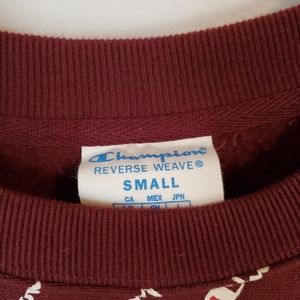 Champion
REVERSE WEAVE®
SMALL
CA MEX JPN